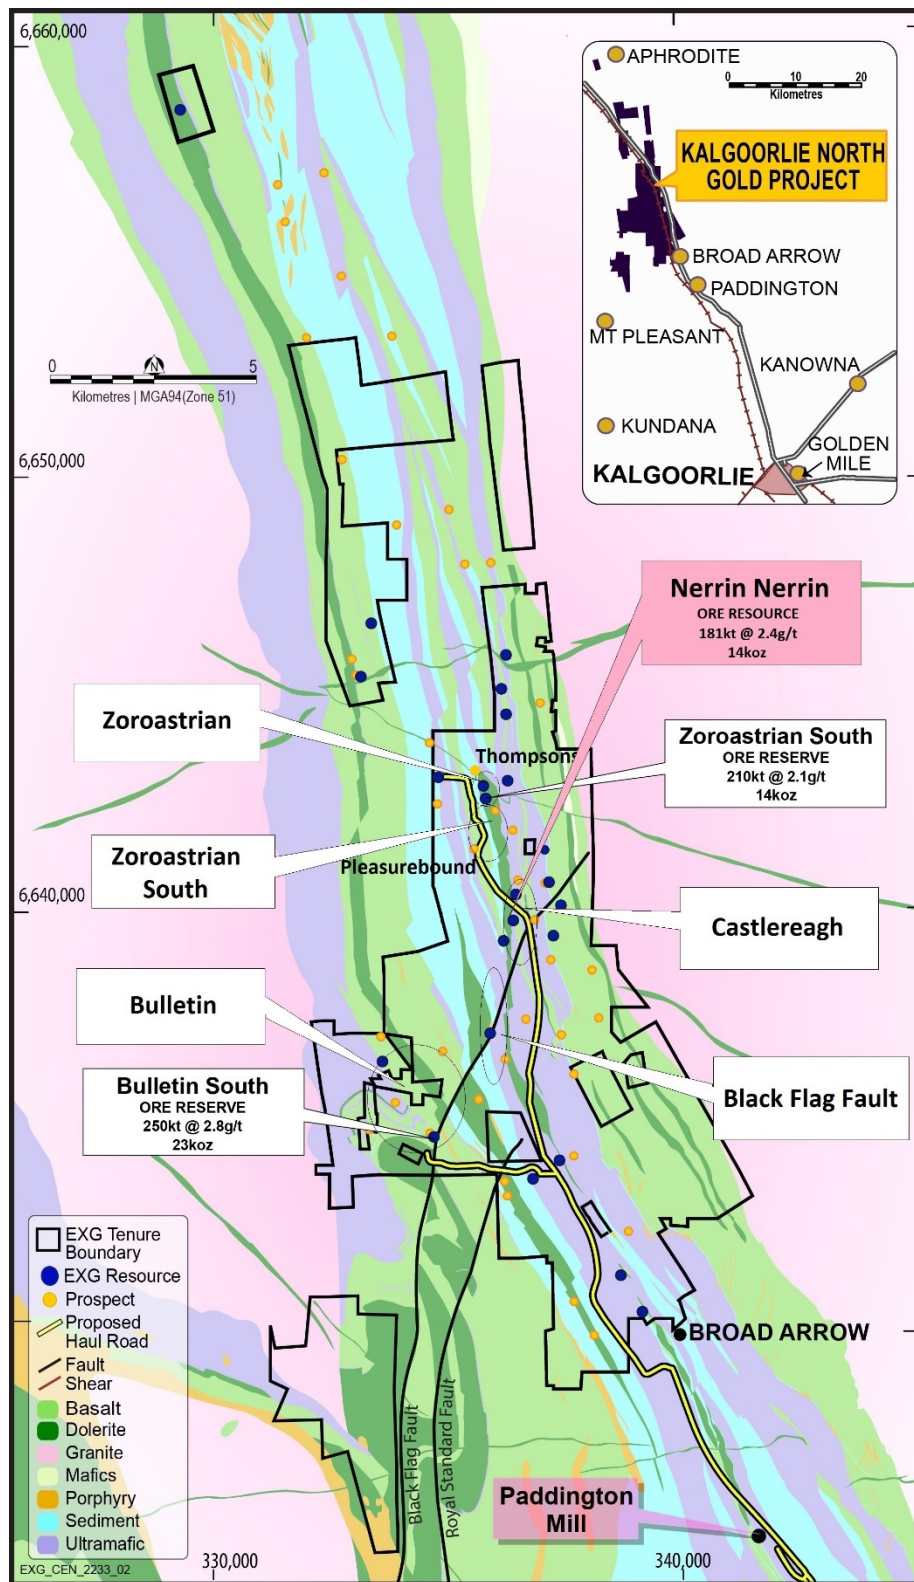 6,660,000
APHRODITE
0 10 20
Kilometres
KALGOORLIE NORTH
GOLD PROJECT
BROAD ARROW
PADDINGTON
MT PLEASANT
KANOWNA
KUNDANA
GOLDEN
MILE
KALGOORLIE
0 N 5
Kilometres | MGA94(Zone 51)
6,650,000
Nerrin Nerrin
ORE RESOURCE
181kt @ 2.4g/t
14koz
Zoroastrian
Thompsons
Zoroastrian South
ORE RESERVE
210kt @ 2.1g/t
14koz
Zoroastrian
South
Pleasurebound
6,640,000
Castlereagh
Bulletin
Black Flag Fault
Bulletin South
ORE RESERVE
250kt @ 2.8g/t
23koz
EXG Tenure
Boundary
EXG Resource
Prospect
Proposed
Haul Road
Fault
Shear
Basalt
Dolerite
Granite
Mafics
Porphyry
Sediment
Ultramafic
EXG_CEN_2233_02
BROAD ARROW
Black Flag Fault
Royal Standard Fault
Paddington
Mill
330,000
340,000